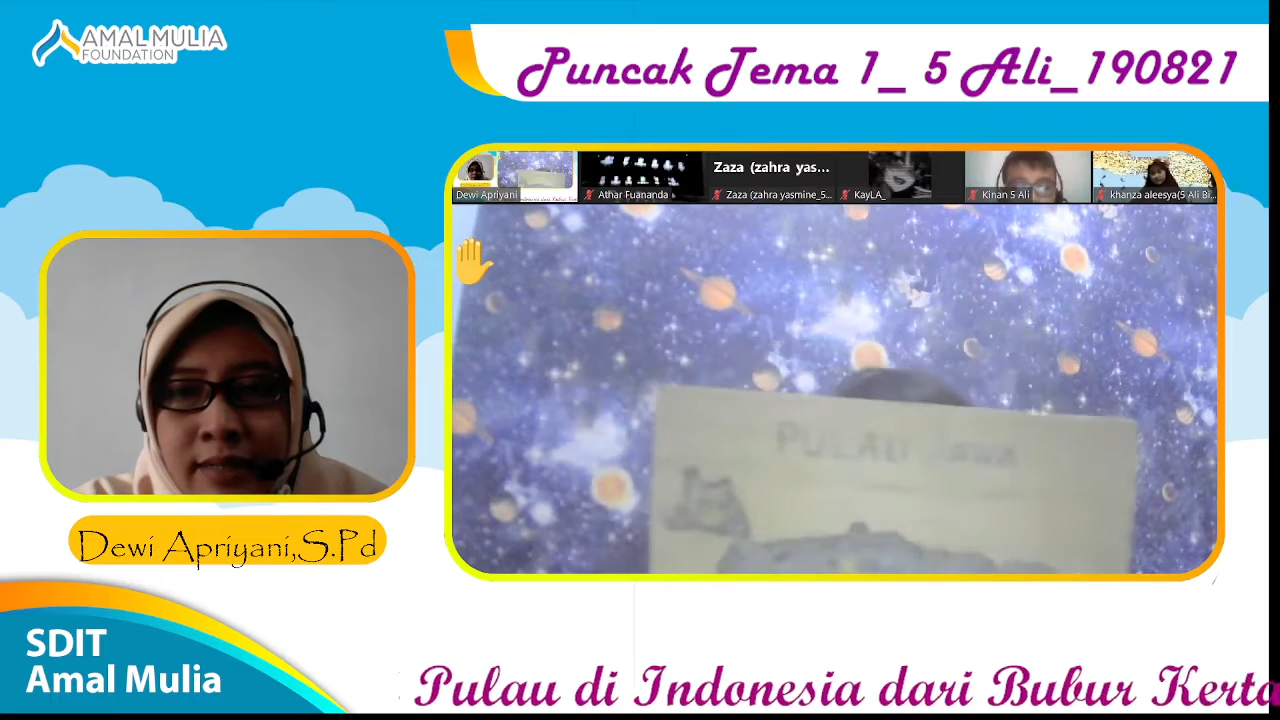 AMAL MULIA
FOUNDATION
Puncak Tema 1_ 5 Ali_190821
Zaza (zahra yas...
Dewi Apriyani
Athar Fuananda
Zaza (zahra yasmine_5...
KayLA_
Kinan 5 Ali
khanza aleesya(5 Ali Bi...
PULAU JAWA
Dewi Apriyani,S.Pd
SDIT
Amal Mulia
Pulau di Indonesia dari Bubur Kerta